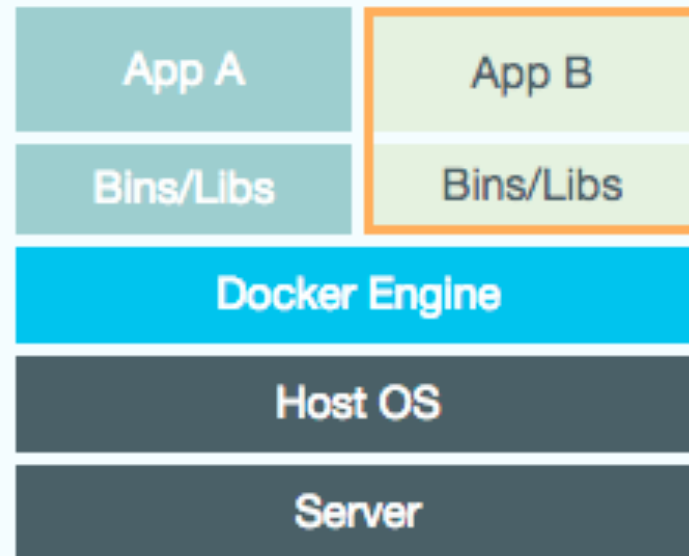 App A
App B
Bins/Libs
Bins/Libs
Docker Engine
Host OS
Server